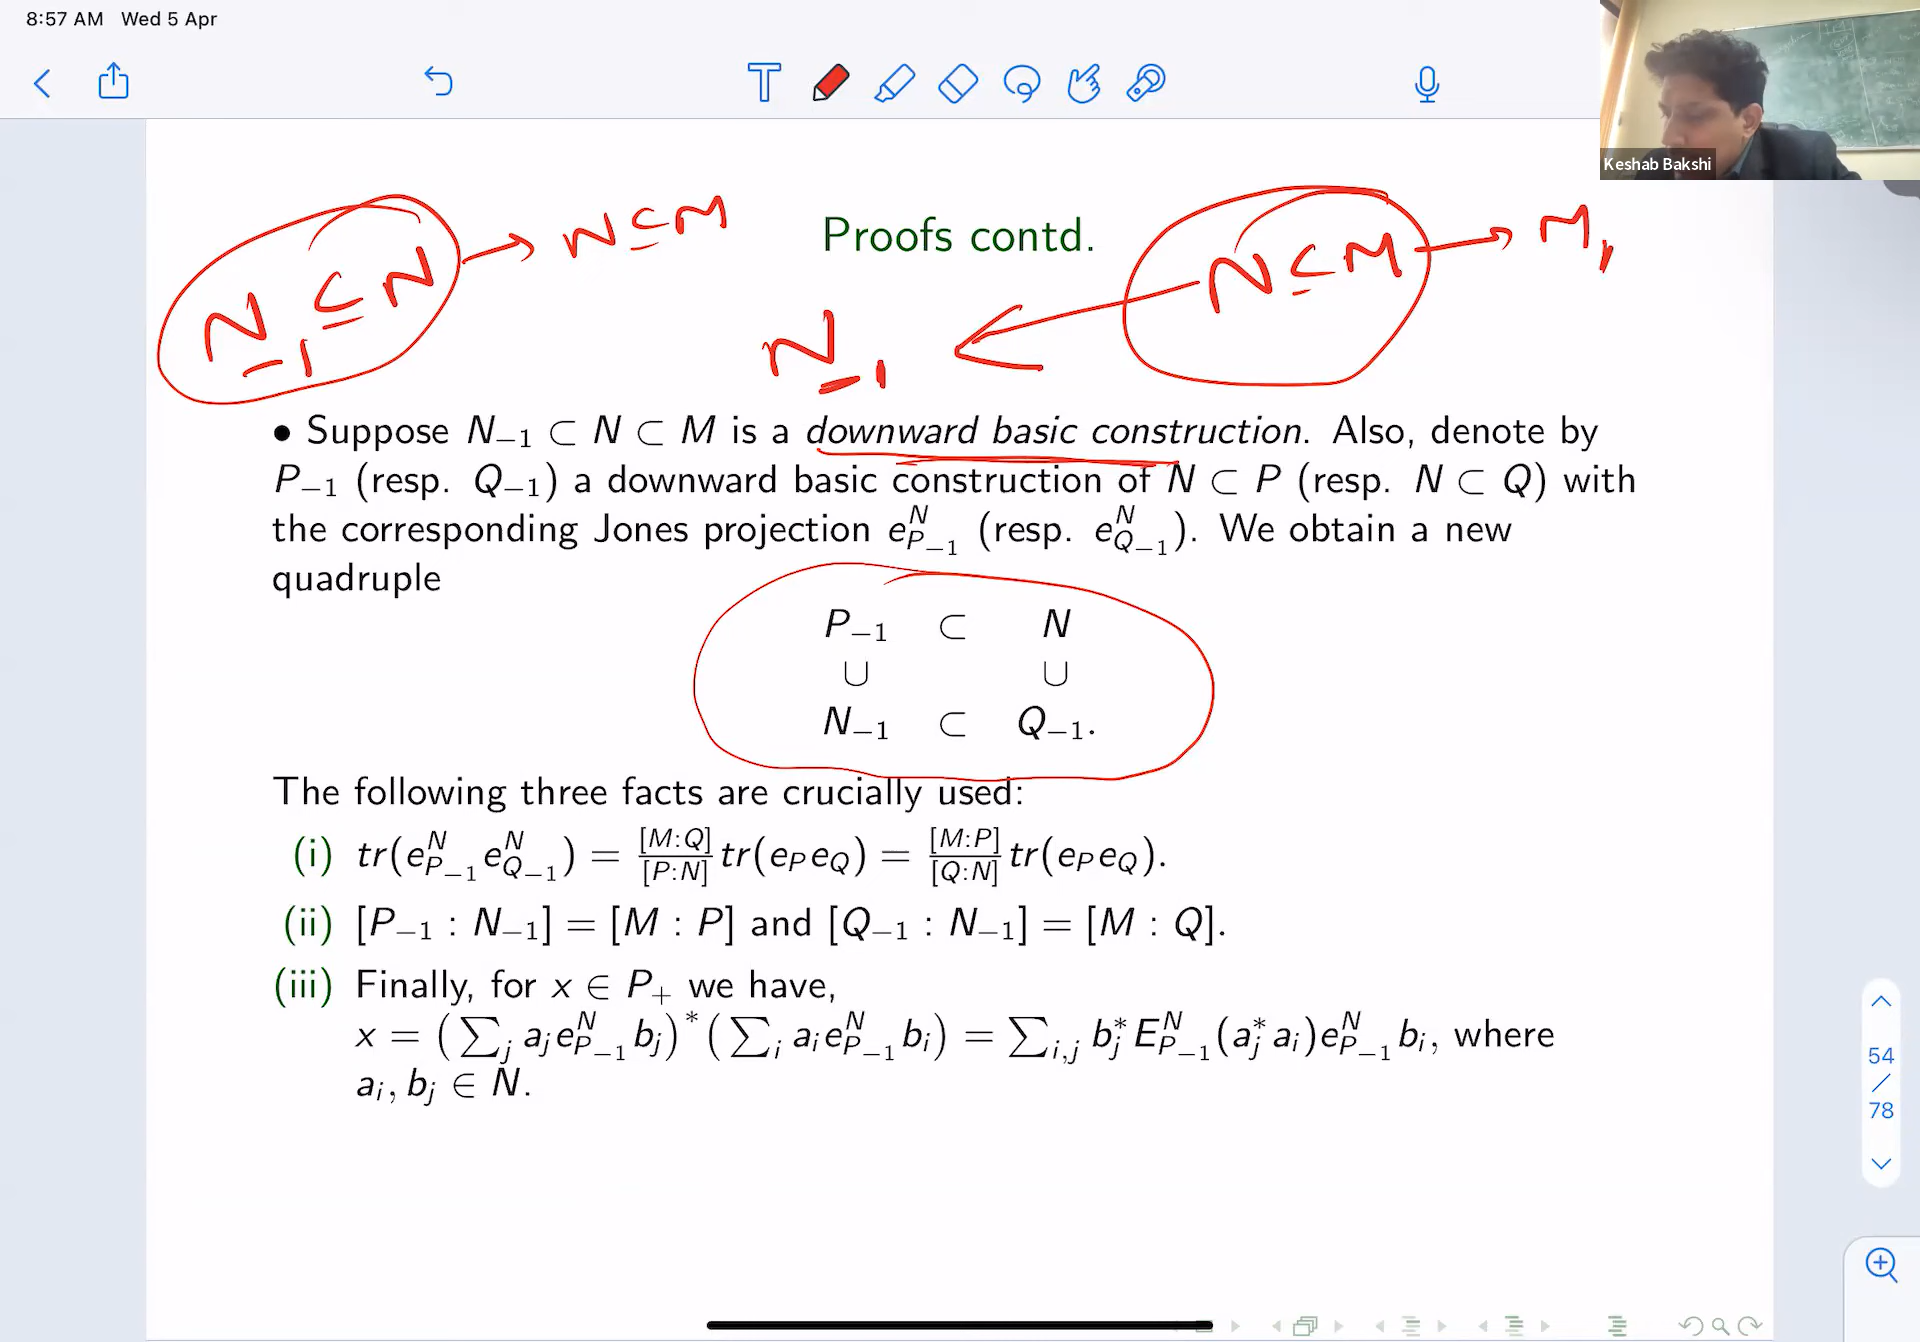 8:57 AM Wed 5 Apr
Keshab Bakshi
N₋₁ ⊆ N → N ⊆ M
Proofs contd.
N ⊆ M → M₁
N₋₁
• Suppose N₋₁ ⊂ N ⊂ M is a downward basic construction. Also, denote by
P₋₁ (resp. Q₋₁) a downward basic construction of N ⊂ P (resp. N ⊂ Q) with
the corresponding Jones projection e^N_{P₋₁} (resp. e^N_{Q₋₁}). We obtain a new
quadruple
P₋₁ ⊂ N
∪ ∪
N₋₁ ⊂ Q₋₁.
The following three facts are crucially used:
(i) tr(e^N_{P₋₁} e^N_{Q₋₁}) = [M:Q]/[P:N] tr(e_P e_Q) = [M:P]/[Q:N] tr(e_P e_Q).
(ii) [P₋₁ : N₋₁] = [M : P] and [Q₋₁ : N₋₁] = [M : Q].
(iii) Finally, for x ∈ P₊ we have,
x = (∑_j a_j e^N_{P₋₁} b_j)* (∑_i a_i e^N_{P₋₁} b_i) = ∑_{i,j} b_j* E^N_{P₋₁}(a_j* a_i) e^N_{P₋₁} b_i, where
a_i, b_j ∈ N.
54
/
78